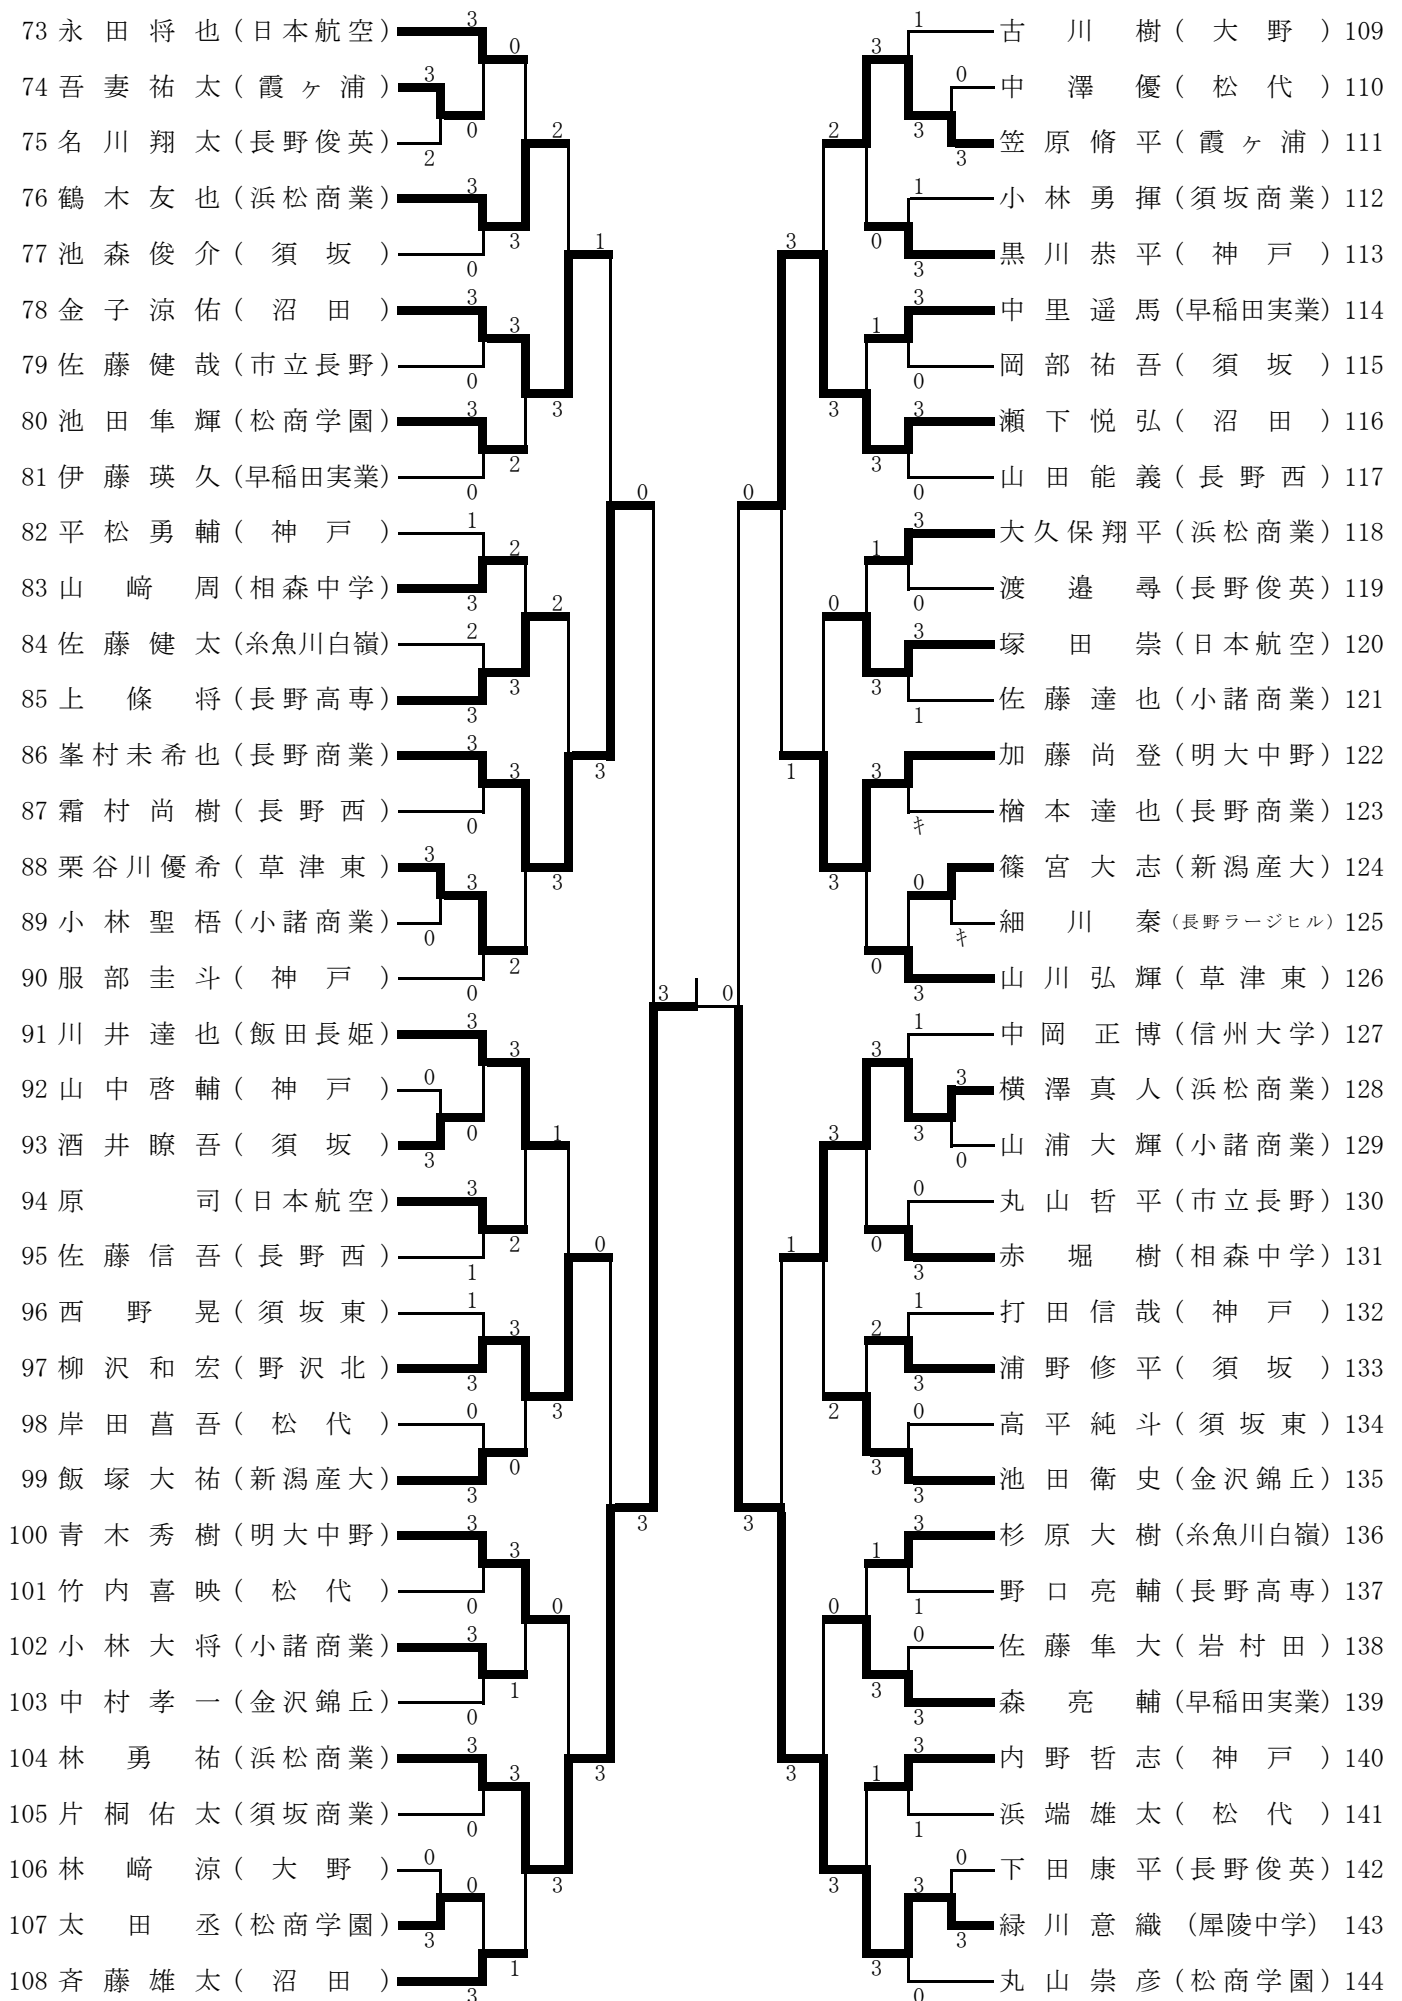 73 永田将也 (日本航空)
74 吾妻祐太 (霞ヶ浦)
75 名川翔太 (長野俊英)
76 鶴木友也 (浜松商業)
77 池森俊介 (須坂)
78 金子涼佑 (沼田)
79 佐藤健哉 (市立長野)
80 池田隼輝 (松商学園)
81 伊藤瑛久 (早稲田実業)
82 平松勇輔 (神戸)
83 山﨑周 (相森中学)
84 佐藤健太 (糸魚川白嶺)
85 上條将 (長野高専)
86 峯村未希也 (長野商業)
87 霜村尚樹 (長野西)
88 栗谷川優希 (草津東)
89 小林聖梧 (小諸商業)
90 服部圭斗 (神戸)
91 川井達也 (飯田長姫)
92 山中啓輔 (神戸)
93 酒井瞭吾 (須坂)
94 原司 (日本航空)
95 佐藤信吾 (長野西)
96 西野晃 (須坂東)
97 柳沢和宏 (野沢北)
98 岸田菖吾 (松代)
99 飯塚大祐 (新潟産大)
100 青木秀樹 (明大中野)
101 竹内喜映 (松代)
102 小林大将 (小諸商業)
103 中村孝一 (金沢錦丘)
104 林勇祐 (浜松商業)
105 片桐佑太 (須坂商業)
106 林﨑涼 (大野)
107 太田丞 (松商学園)
108 斉藤雄太 (沼田)
古川樹 (大野) 109
中澤優 (松代) 110
笠原脩平 (霞ヶ浦) 111
小林勇揮 (須坂商業) 112
黒川恭平 (神戸) 113
中里遥馬 (早稲田実業) 114
岡部祐吾 (須坂) 115
瀬下悦弘 (沼田) 116
山田能義 (長野西) 117
大久保翔平 (浜松商業) 118
渡邉尋 (長野俊英) 119
塚田崇 (日本航空) 120
佐藤達也 (小諸商業) 121
加藤尚登 (明大中野) 122
楢本達也 (長野商業) 123
篠宮大志 (新潟産大) 124
細川秦 (長野ラージヒル) 125
山川弘輝 (草津東) 126
中岡正博 (信州大学) 127
横澤真人 (浜松商業) 128
山浦大輝 (小諸商業) 129
丸山哲平 (市立長野) 130
赤堀樹 (相森中学) 131
打田信哉 (神戸) 132
浦野修平 (須坂) 133
高平純斗 (須坂東) 134
池田衛史 (金沢錦丘) 135
杉原大樹 (糸魚川白嶺) 136
野口亮輔 (長野高専) 137
佐藤隼大 (岩村田) 138
森亮輔 (早稲田実業) 139
内野哲志 (神戸) 140
浜端雄太 (松代) 141
下田康平 (長野俊英) 142
緑川意織 (犀陵中学) 143
丸山崇彦 (松商学園) 144